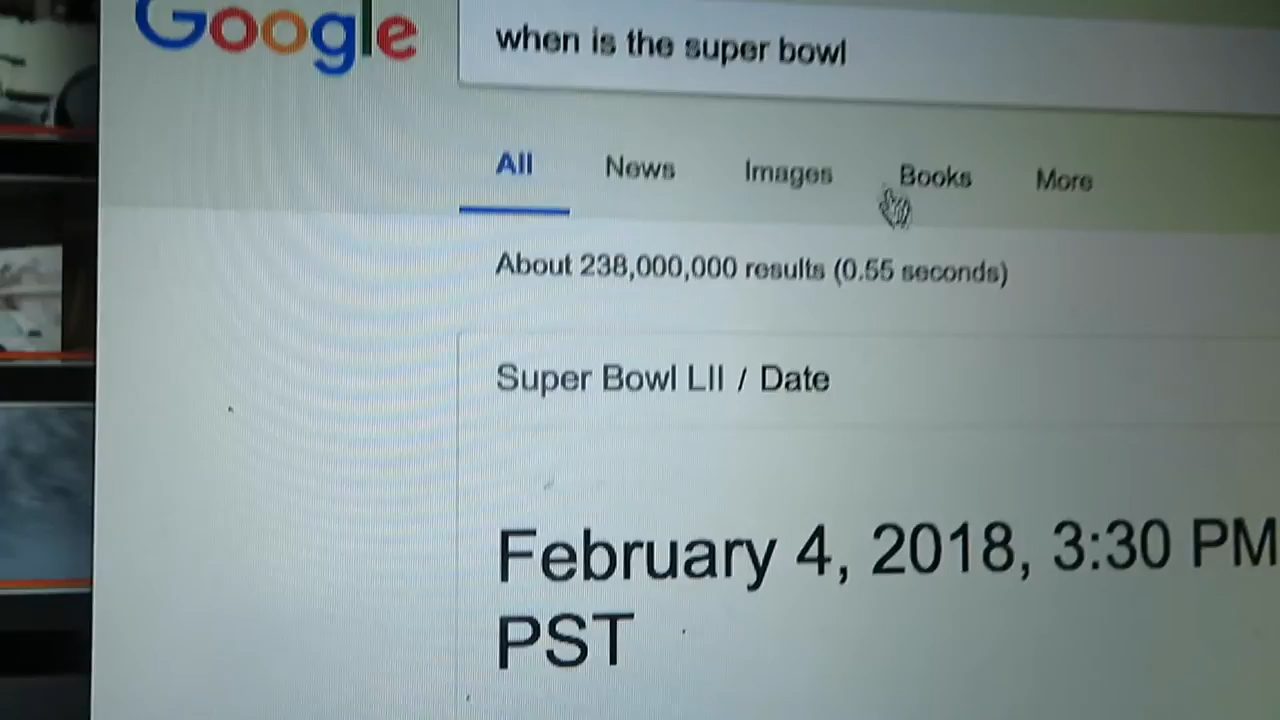 Google
when is the super bowl
All News Images Books More
About 238,000,000 results (0.55 seconds)
Super Bowl LII / Date
February 4, 2018, 3:30 PM
PST